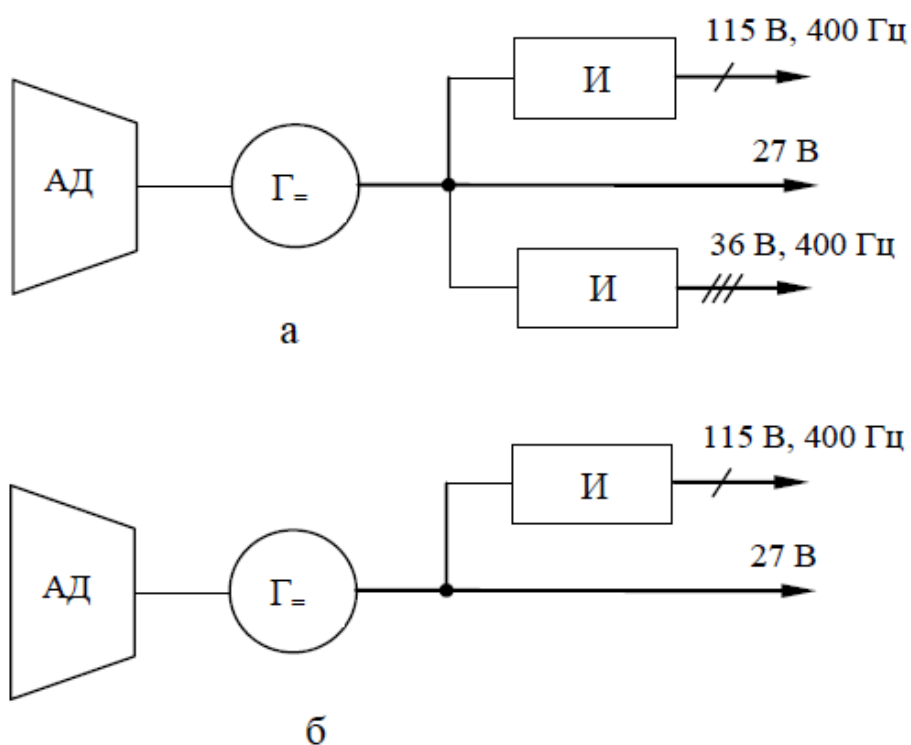 115 В, 400 Гц
И
АД
Г=
27 В
36 В, 400 Гц
И
а
115 В, 400 Гц
И
АД
Г=
27 В
б